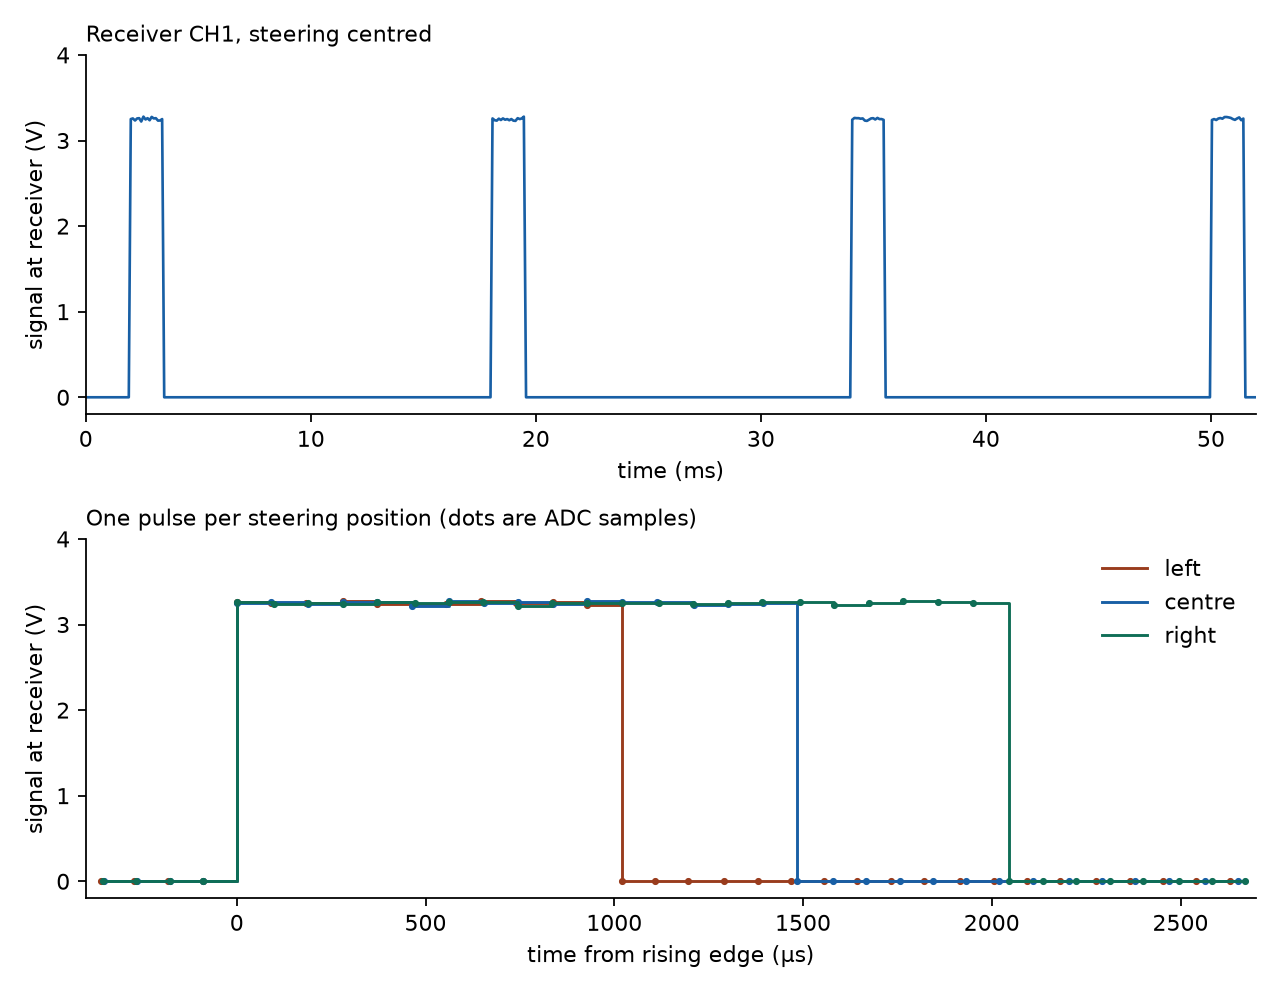 Receiver CH1, steering centred
signal at receiver (V)
4
3
2
1
0
0 10 20 30 40 50
time (ms)
One pulse per steering position (dots are ADC samples)
signal at receiver (V)
4
3
2
1
0
left
centre
right
0 500 1000 1500 2000 2500
time from rising edge (µs)